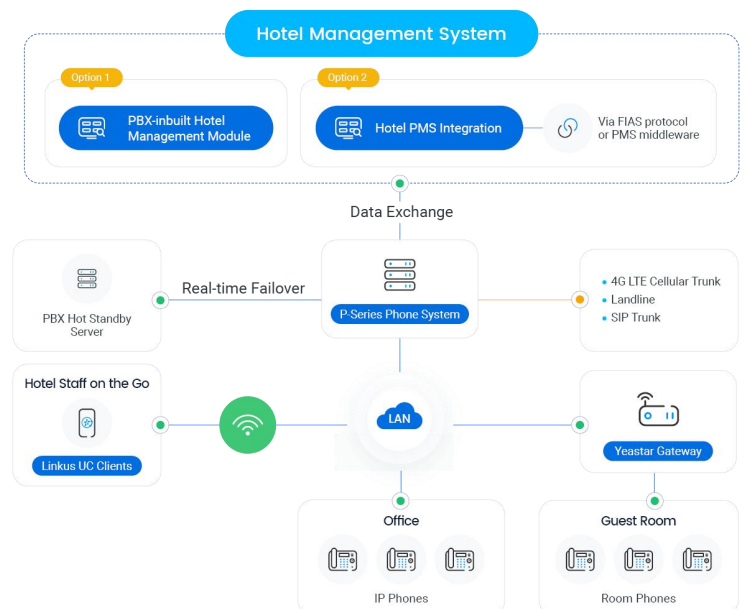 Hotel Management System
Option 1
PBX-inbuilt Hotel
Management Module
Option 2
Hotel PMS Integration
Via FIAS protocol
or PMS middleware
Data Exchange
PBX Hot Standby
Server
Real-time Failover
P-Series Phone System
4G LTE Cellular Trunk
Landline
SIP Trunk
Hotel Staff on the Go
Linkus UC Clients
LAN
Yeastar Gateway
Office
IP Phones
Guest Room
Room Phones